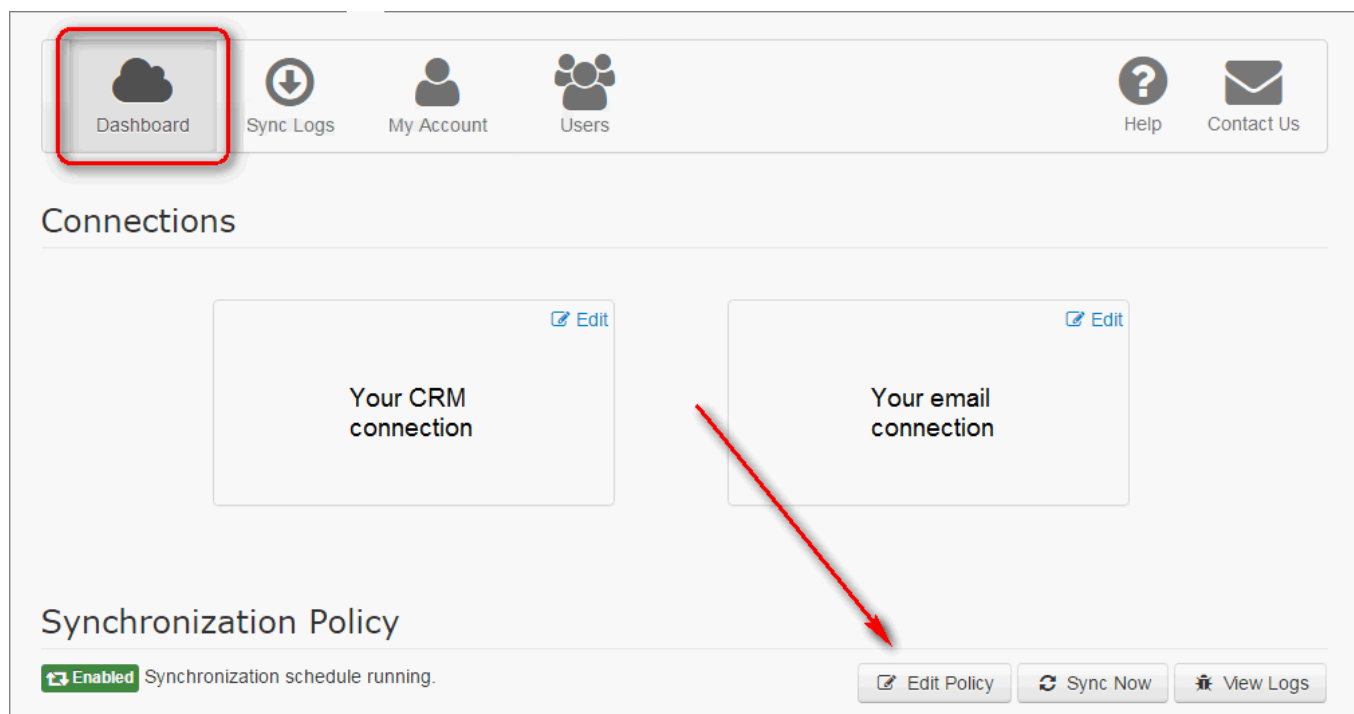 Dashboard
Sync Logs
My Account
Users
Help
Contact Us
Connections
Edit
Edit
Your CRM
connection
Your email
connection
Synchronization Policy
Enabled Synchronization schedule running.
Edit Policy
Sync Now
View Logs